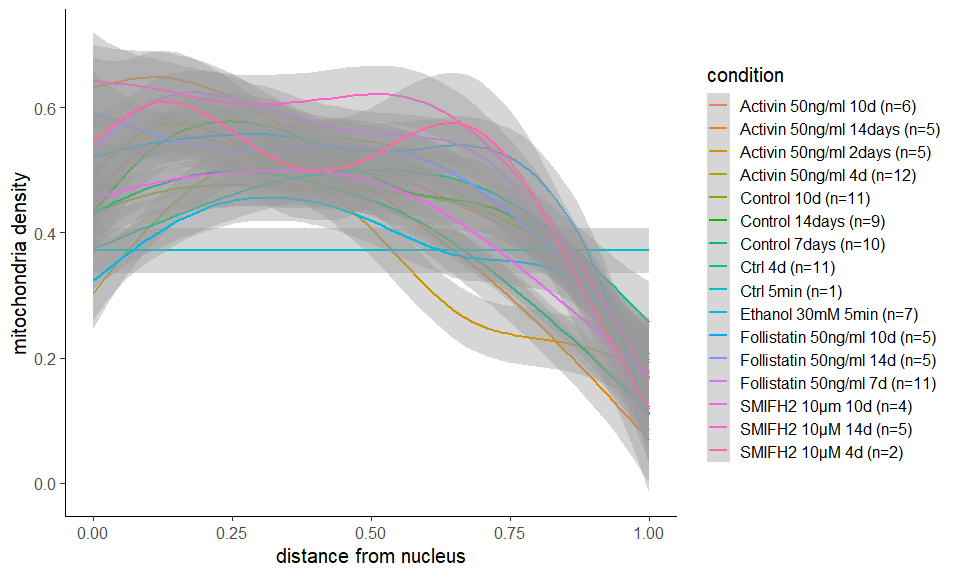 mitochondria density
0.6
0.4
0.2
0.0
0.00 0.25 0.50 0.75 1.00
distance from nucleus
condition
Activin 50ng/ml 10d (n=6)
Activin 50ng/ml 14days (n=5)
Activin 50ng/ml 2days (n=5)
Activin 50ng/ml 4d (n=12)
Control 10d (n=11)
Control 14days (n=9)
Control 7days (n=10)
Ctrl 4d (n=11)
Ctrl 5min (n=1)
Ethanol 30mM 5min (n=7)
Follistatin 50ng/ml 10d (n=5)
Follistatin 50ng/ml 14d (n=5)
Follistatin 50ng/ml 7d (n=11)
SMIFH2 10µm 10d (n=4)
SMIFH2 10µM 14d (n=5)
SMIFH2 10µM 4d (n=2)